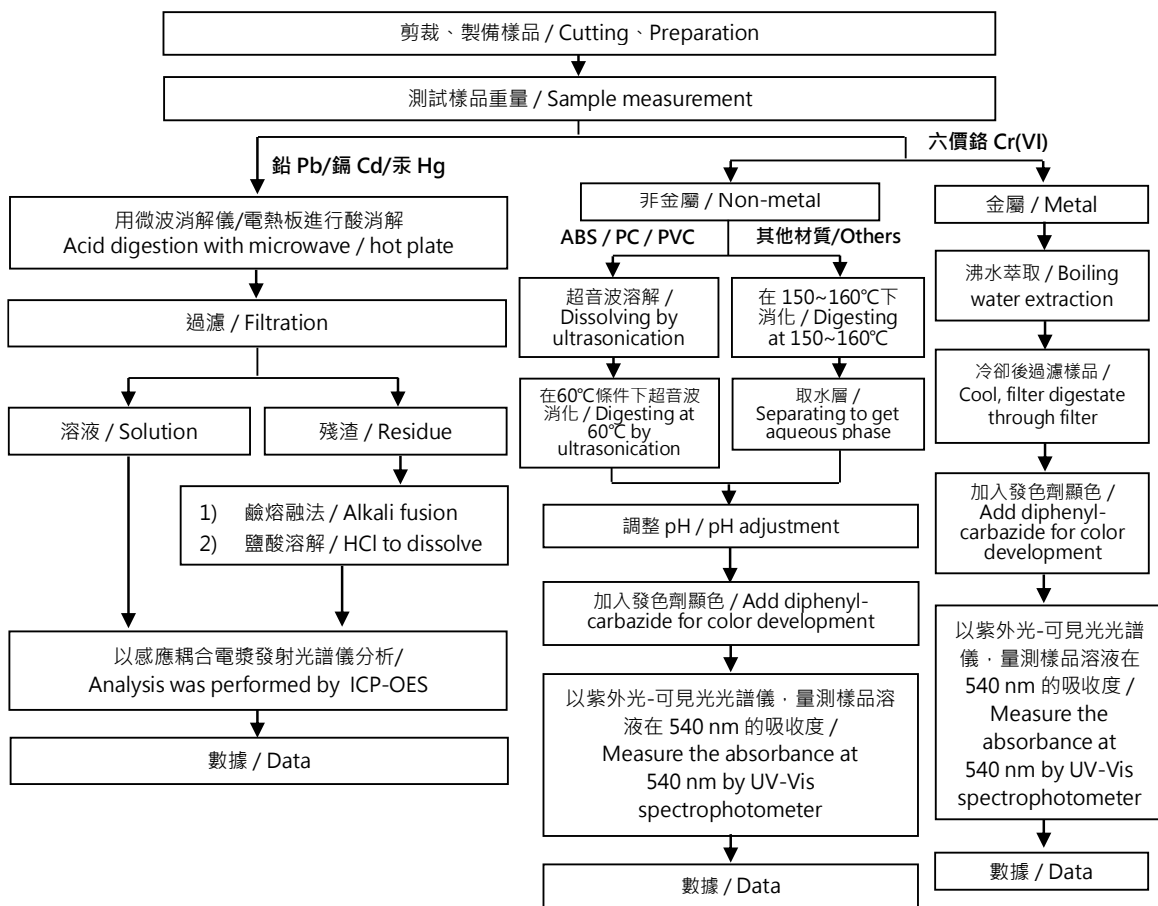 剪裁、製備樣品 / Cutting、Preparation
測試樣品重量 / Sample measurement
鉛 Pb/鎘 Cd/汞 Hg
用微波消解儀/電熱板進行酸消解
Acid digestion with microwave / hot plate
過濾 / Filtration
溶液 / Solution
殘渣 / Residue
1) 鹼熔融法 / Alkali fusion
2) 鹽酸溶解 / HCl to dissolve
以感應耦合電漿發射光譜儀分析/
Analysis was performed by ICP-OES
數據 / Data
六價鉻 Cr(VI)
非金屬 / Non-metal
ABS / PC / PVC
其他材質/Others
超音波溶解 /
Dissolving by
ultrasonication
在60℃條件下超音波
消化 / Digesting at
60℃ by
ultrasonication
在 150~160℃下
消化 / Digesting
at 150~160℃
取水層 /
Separating to get
aqueous phase
調整 pH / pH adjustment
加入發色劑顯色 / Add diphenyl-
carbazide for color development
以紫外光-可見光光譜儀，量測樣品溶
液在 540 nm 的吸收度 /
Measure the absorbance at
540 nm by UV-Vis
spectrophotometer
數據 / Data
金屬 / Metal
沸水萃取 / Boiling
water extraction
冷卻後過濾樣品 /
Cool, filter digestate
through filter
加入發色劑顯色 /
Add diphenyl-
carbazide for color
development
以紫外光-可見光光譜
儀，量測樣品溶液在
540 nm 的吸收度 /
Measure the
absorbance at
540 nm by UV-Vis
spectrophotometer
數據 / Data